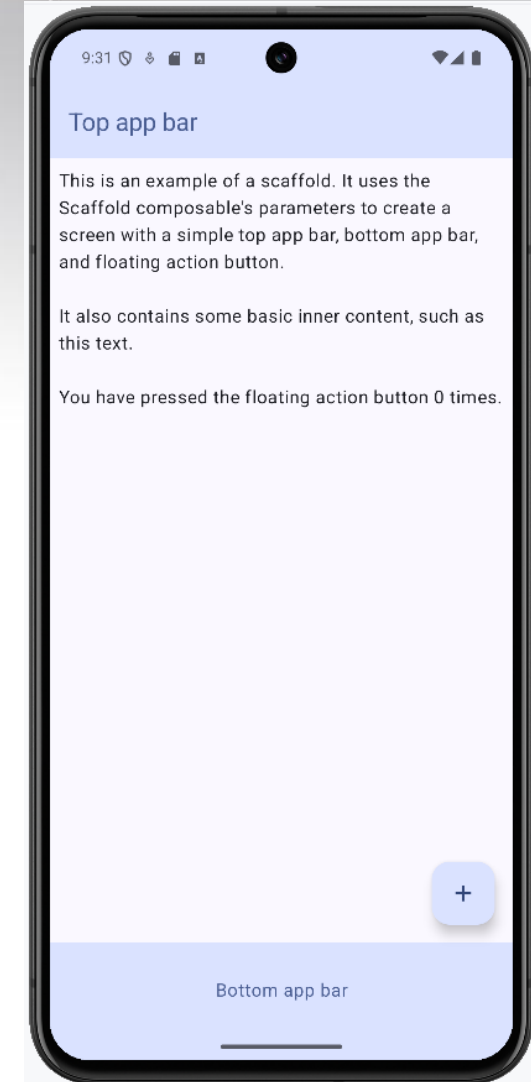 9:31
Top app bar
This is an example of a scaffold. It uses the
Scaffold composable's parameters to create a
screen with a simple top app bar, bottom app bar,
and floating action button.
It also contains some basic inner content, such as
this text.
You have pressed the floating action button 0 times.
+
Bottom app bar